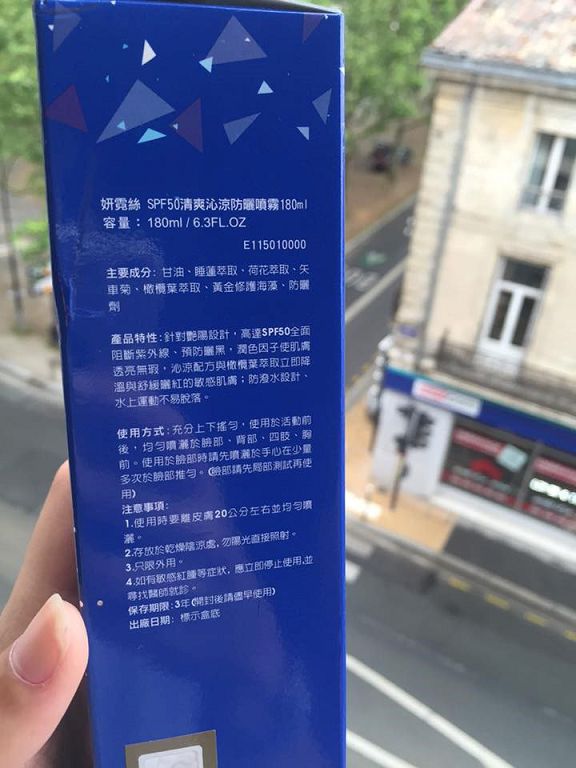 妍霓絲 SPF50清爽沁涼防曬噴霧180ml
容量：180ml / 6.3FL.OZ
E115010000
主要成分：甘油、睡蓮萃取、荷花萃取、矢
車菊、橄欖葉萃取、黃金修護海藻、防曬
劑
產品特性：針對艷陽設計，高達SPF50全面
阻斷紫外線、預防曬黑，潤色因子使肌膚
透亮無瑕，沁涼配方與橄欖葉萃取立即降
溫與舒緩曬紅的敏感肌膚；防潑水設計、
水上運動不易脫落。
使用方式：充分上下搖勻，使用於活動前
後，均勻噴灑於臉部、背部、四肢、胸
前。使用於臉部時請先噴灑於手心在少量
多次於臉部推勻。(臉部請先局部測試再使
用)
注意事項：
1.使用時要離皮膚20公分左右並均勻噴
灑。
2.存放於乾燥陰涼處，勿陽光直接照射。
3.只限外用。
4.如有敏感紅腫等症狀，應立即停止使用，並
尋找醫師就診。
保存期限：3年(開封後請儘早使用)
出廠日期：標示盒底